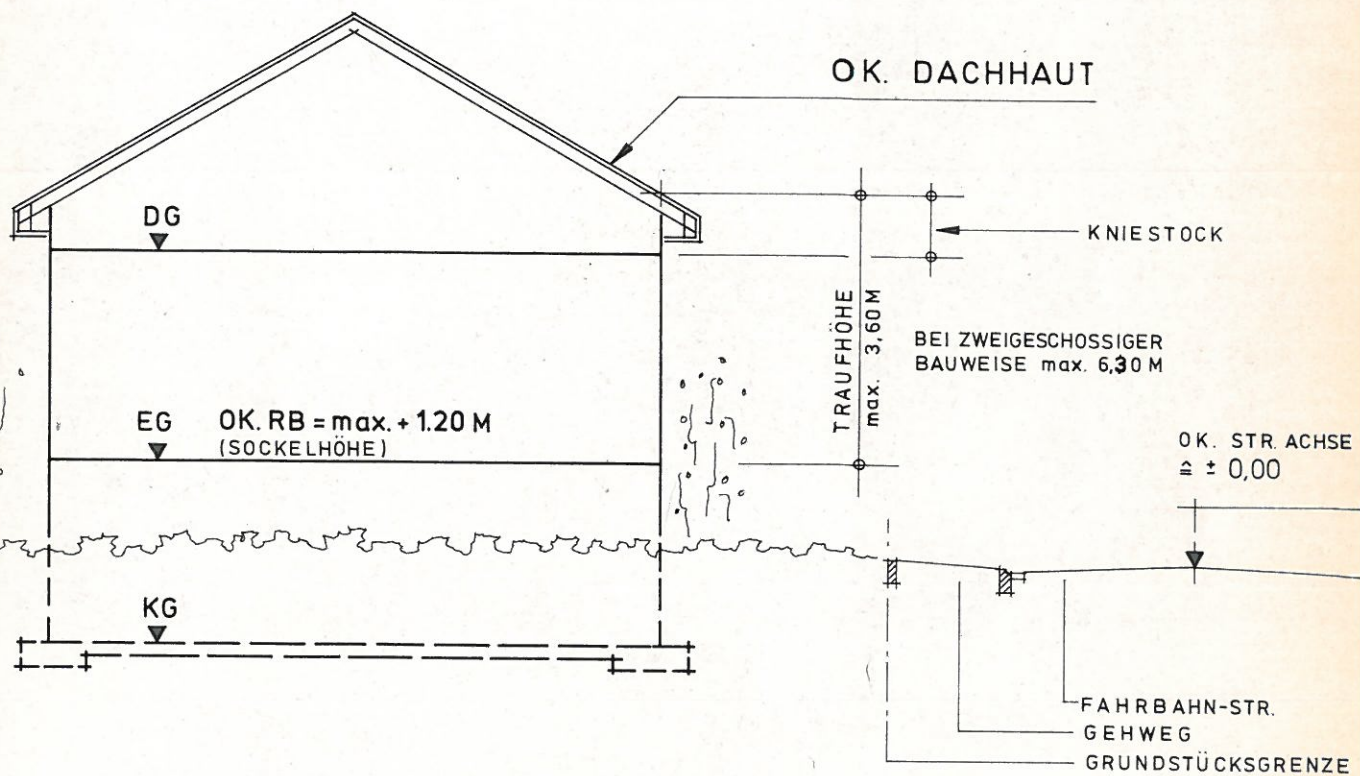 OK. DACHHAUT
DG
KNIESTOCK
TRAUFHÖHE
max. 3,60 M
BEI ZWEIGESCHOSSIGER
BAUWEISE max. 6,30 M
EG OK. RB = max. + 1.20 M
(SOCKELHÖHE)
OK. STR. ACHSE
≙ ± 0,00
KG
FAHRBAHN-STR.
GEHWEG
GRUNDSTÜCKSGRENZE